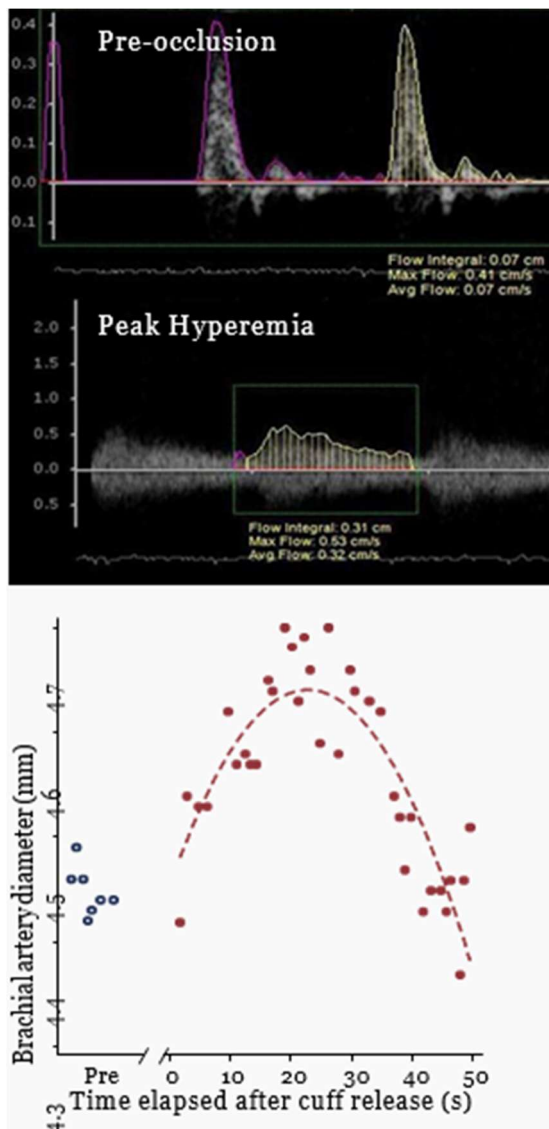 Pre-occlusion
0.4
0.3
0.2
0.1
0.0
0.1
Flow Integral: 0.07 cm
Max Flow: 0.41 cm/s
Avg Flow: 0.07 cm/s
Peak Hyperemia
2.0
1.5
1.0
0.5
0.0
0.5
Flow Integral: 0.31 cm
Max Flow: 0.53 cm/s
Avg Flow: 0.32 cm/s
Brachial artery diameter (mm)
4.7
4.6
4.5
4.4
4.3
Pre 0 10 20 30 40 50
Time elapsed after cuff release (s)